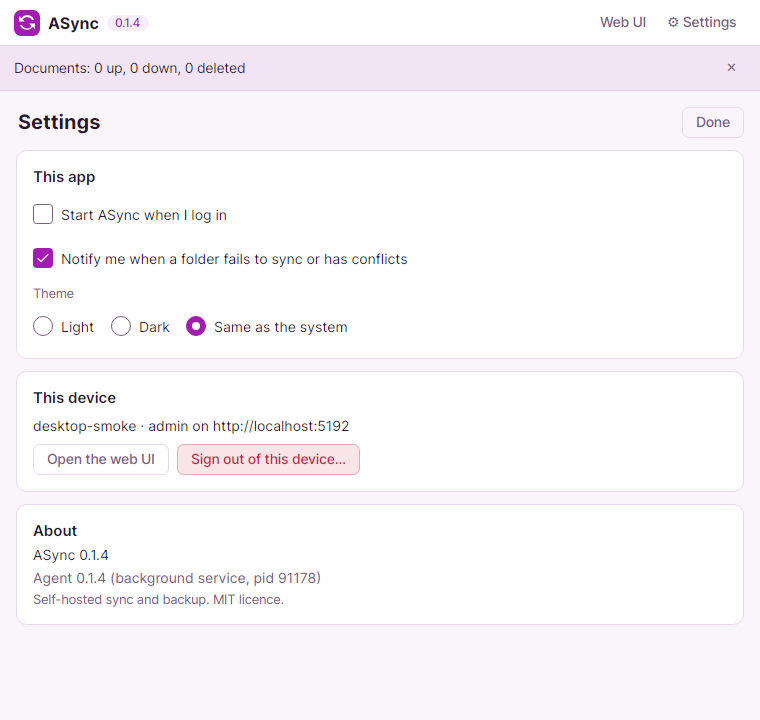 ASync 0.1.4 Web UI ⚙ Settings
Documents: 0 up, 0 down, 0 deleted ×
Settings Done
This app
Start ASync when I log in
Notify me when a folder fails to sync or has conflicts
Theme
Light Dark Same as the system
This device
desktop-smoke · admin on http://localhost:5192
Open the web UI Sign out of this device...
About
ASync 0.1.4
Agent 0.1.4 (background service, pid 91178)
Self-hosted sync and backup. MIT licence.